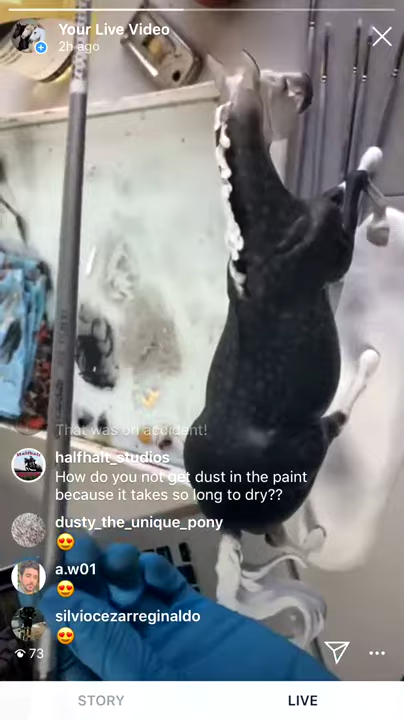 Your Live Video
2h ago
That was on accident!
halfhalt_studios
How do you not get dust in the paint
because it takes so long to dry??
dusty_the_unique_pony
😍
a.w01
😍
silviocezarreginaldo
😍
73
STORY
LIVE